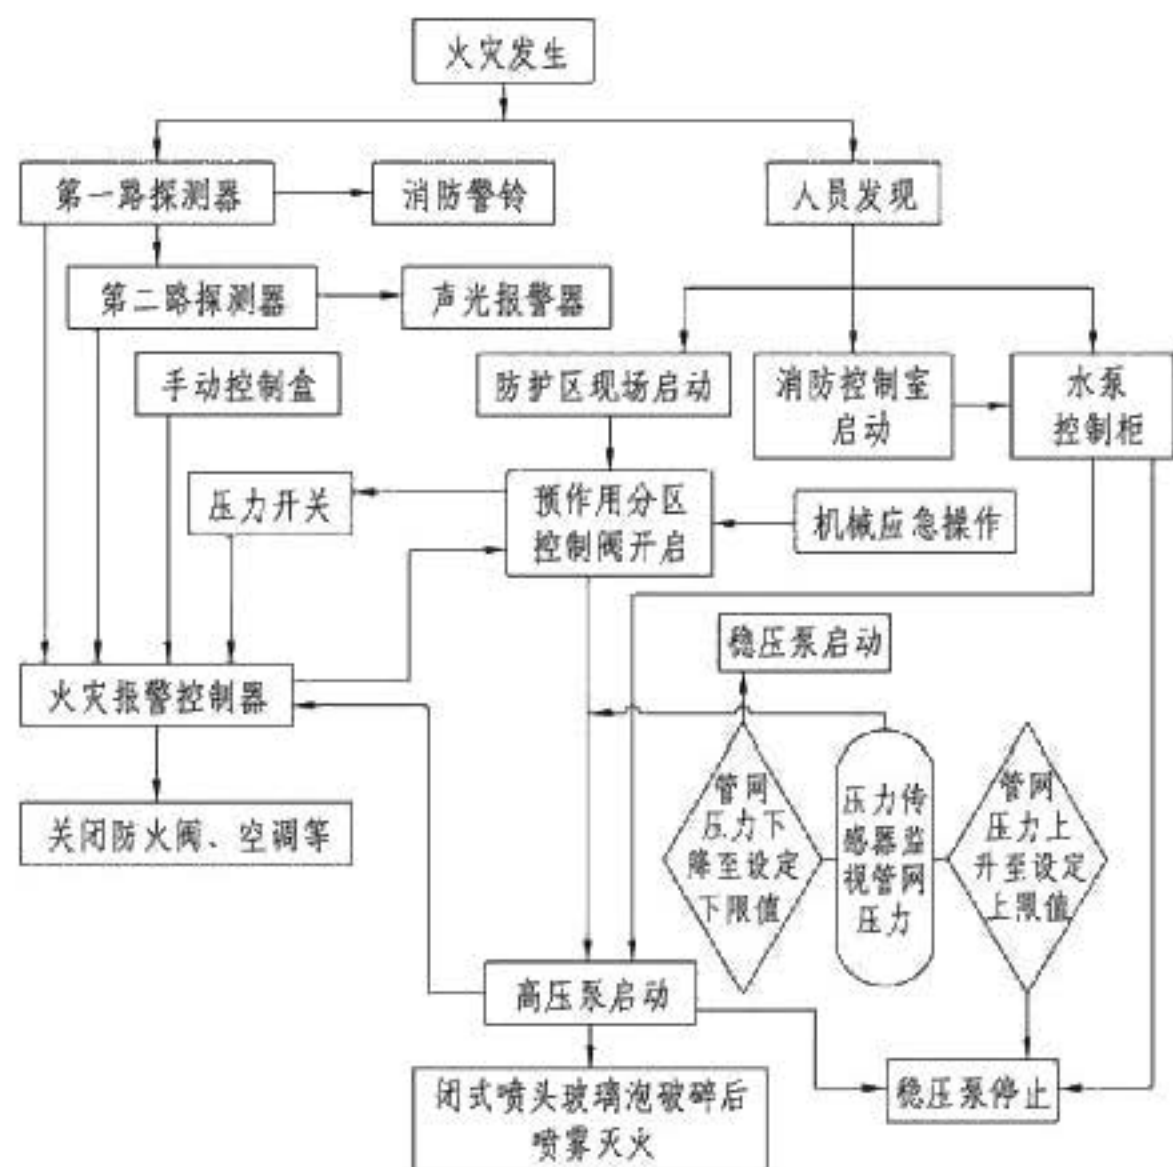 火灾发生
第一路探测器
消防警铃
人员发现
第二路探测器
声光报警器
手动控制盒
防护区现场启动
消防控制室
启动
水泵
控制柜
压力开关
预作用分区
控制阀开启
机械应急操作
稳压泵启动
火灾报警控制器
管网
压力下
降至设定
下限值
压力传
感器监
视管网
压力
管网
压力上
升至设定
上限值
关闭防火阀、空调等
高压泵启动
稳压泵停止
闭式喷头玻璃泡破碎后
喷雾灭火